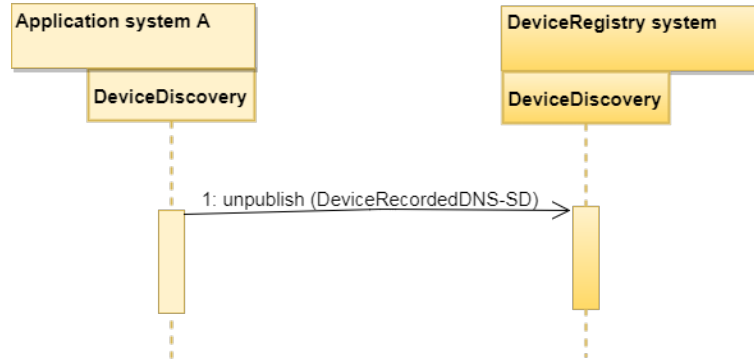 Application system A
DeviceRegistry system
DeviceDiscovery
DeviceDiscovery
1: unpublish (DeviceRecordedDNS-SD)